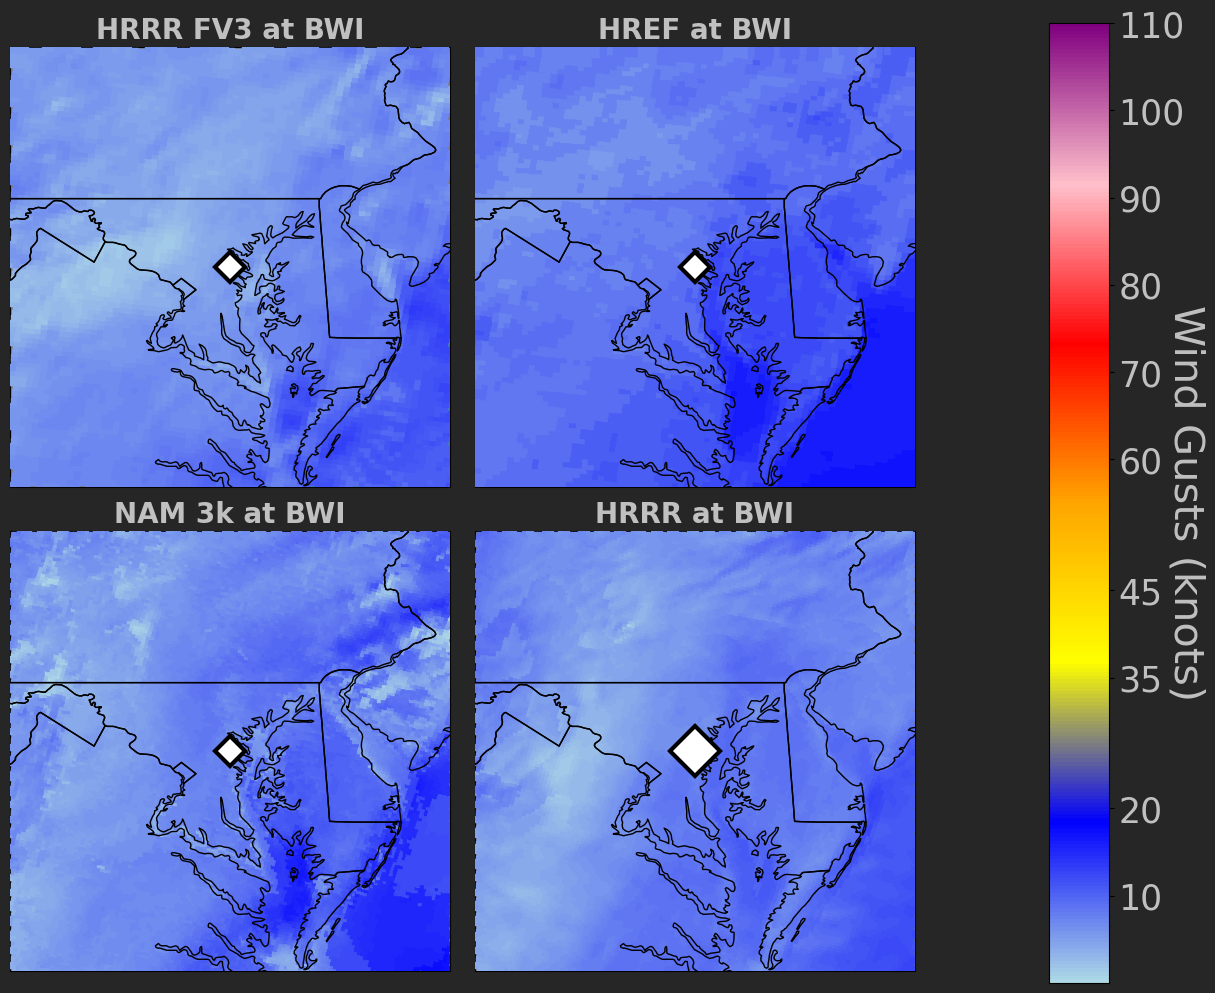 HRRR FV3 at BWI
HREF at BWI
NAM 3k at BWI
HRRR at BWI
110
100
90
80
70
60
45
35
20
10
Wind Gusts (knots)